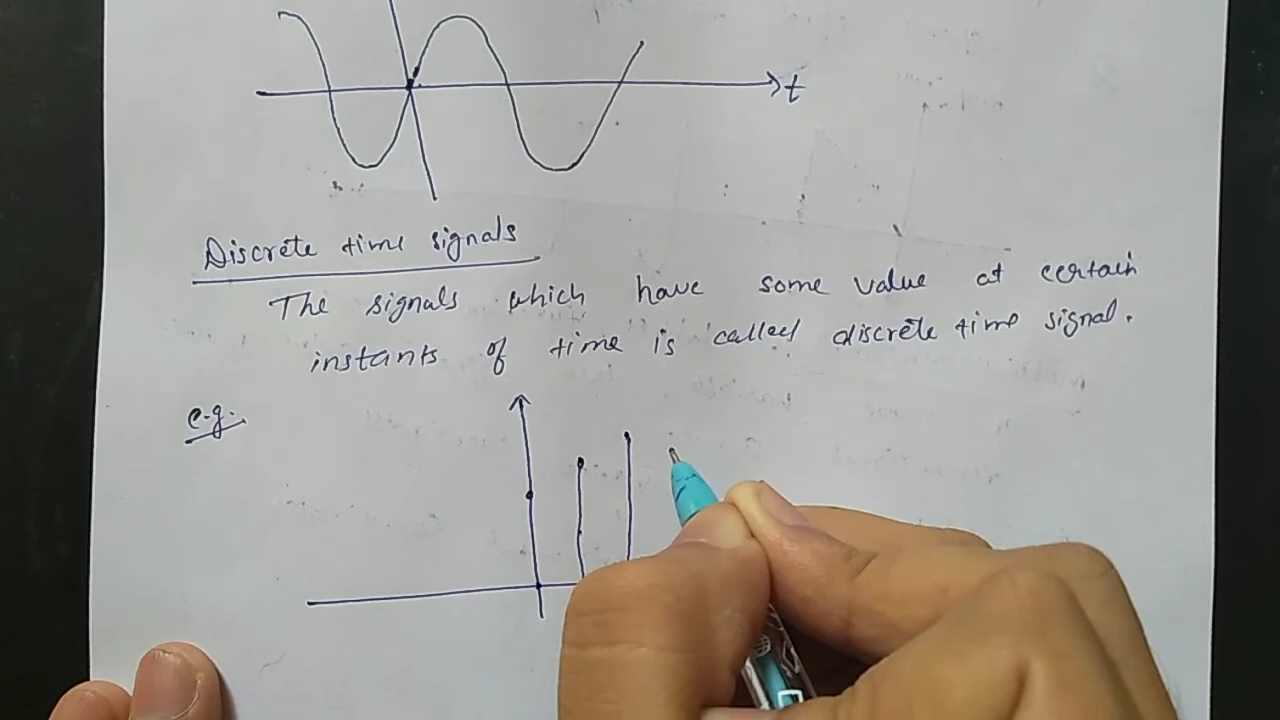 t
Discrete time signals
The signals which have some value at certain
instants of time is called discrete time signal.
e.g.